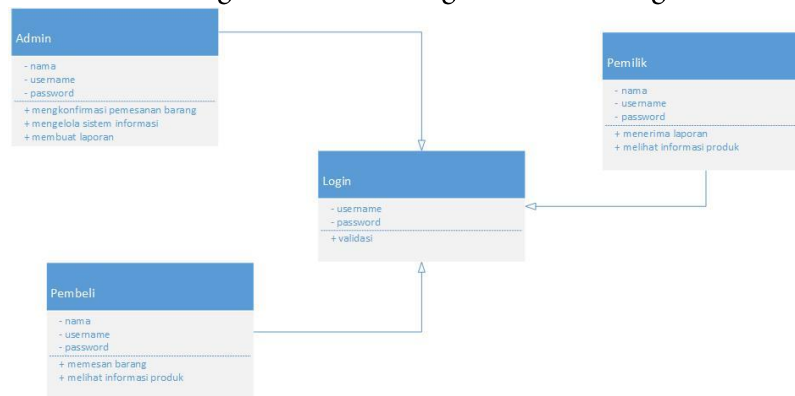 Admin
- nama
- username
- password
+ mengkonfirmasi pemesanan barang
+ mengelola sistem informasi
+ membuat laporan
Pemilik
- nama
- username
- password
+ menerima laporan
+ melihat informasi produk
Login
- username
- password
+ validasi
Pembeli
- nama
- username
- password
+ memesan barang
+ melihat informasi produk